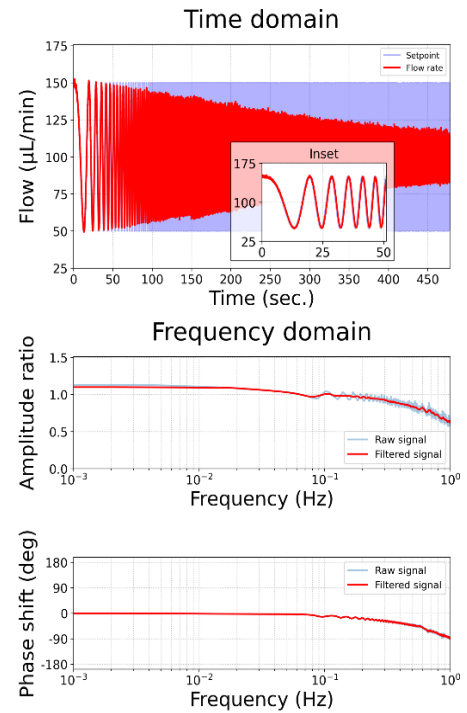 Time domain
Flow (µL/min)
175
150
125
100
75
50
25
Setpoint
Flow rate
Inset
175
100
25
0
25
50
0
50
100
150
200
250
300
350
400
450
Time (sec.)
Frequency domain
Amplitude ratio
1.5
1.0
0.5
0.0
Raw signal
Filtered signal
10⁻³
10⁻²
10⁻¹
10⁰
Frequency (Hz)
Phase shift (deg)
180
90
0
-90
-180
Raw signal
Filtered signal
10⁻³
10⁻²
10⁻¹
10⁰
Frequency (Hz)